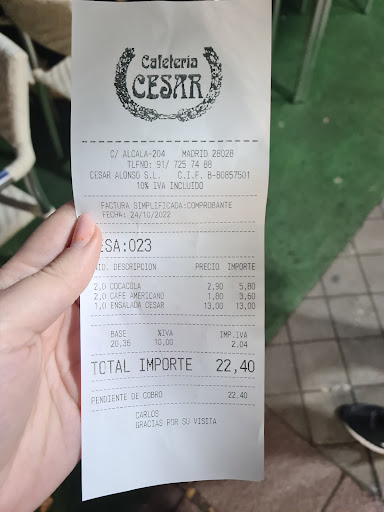 Cafetería
CESAR
C/ ALCALA-204 MADRID 28028
TLFNO: 91/ 725 74 88
CESAR ALONSO S.L. C.I.F. B-80857501
10% IVA INCLUIDO
FACTURA SIMPLIFICADA:COMPROBANTE
FECHA: 24/10/2022
ESA:023
NID. DESCRIPCION PRECIO IMPORTE
2,0 COCACOLA 2,90 5,80
2,0 CAFE AMERICANO 1,80 3,60
1,0 ENSALADA CESAR 13,00 13,00
BASE %IVA IMP.IVA
20,36 10,00 2,04
TOTAL IMPORTE 22,40
PENDIENTE DE COBRO 22,40
CARLOS
GRACIAS POR SU VISITA